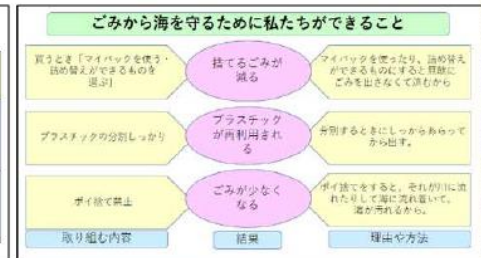 ごみから海を守るために私たちができること
買うとき「マイバックを使う・
詰め替えができるものを
選ぶ」
捨てるごみが
減る
マイバックを使ったり、詰め替え
ができるものにすると無駄に
ごみを出さなくて済むから
プラスチックの分別しっかり
プラスチック
が再利用され
る
分別するときにしっからあらって
から出す。
ポイ捨て禁止
ごみが少なく
なる
ポイ捨てをすると、それが川に流
れたりして海に流れ着いて、
海が汚れるから。
取り組む内容
結果
理由や方法